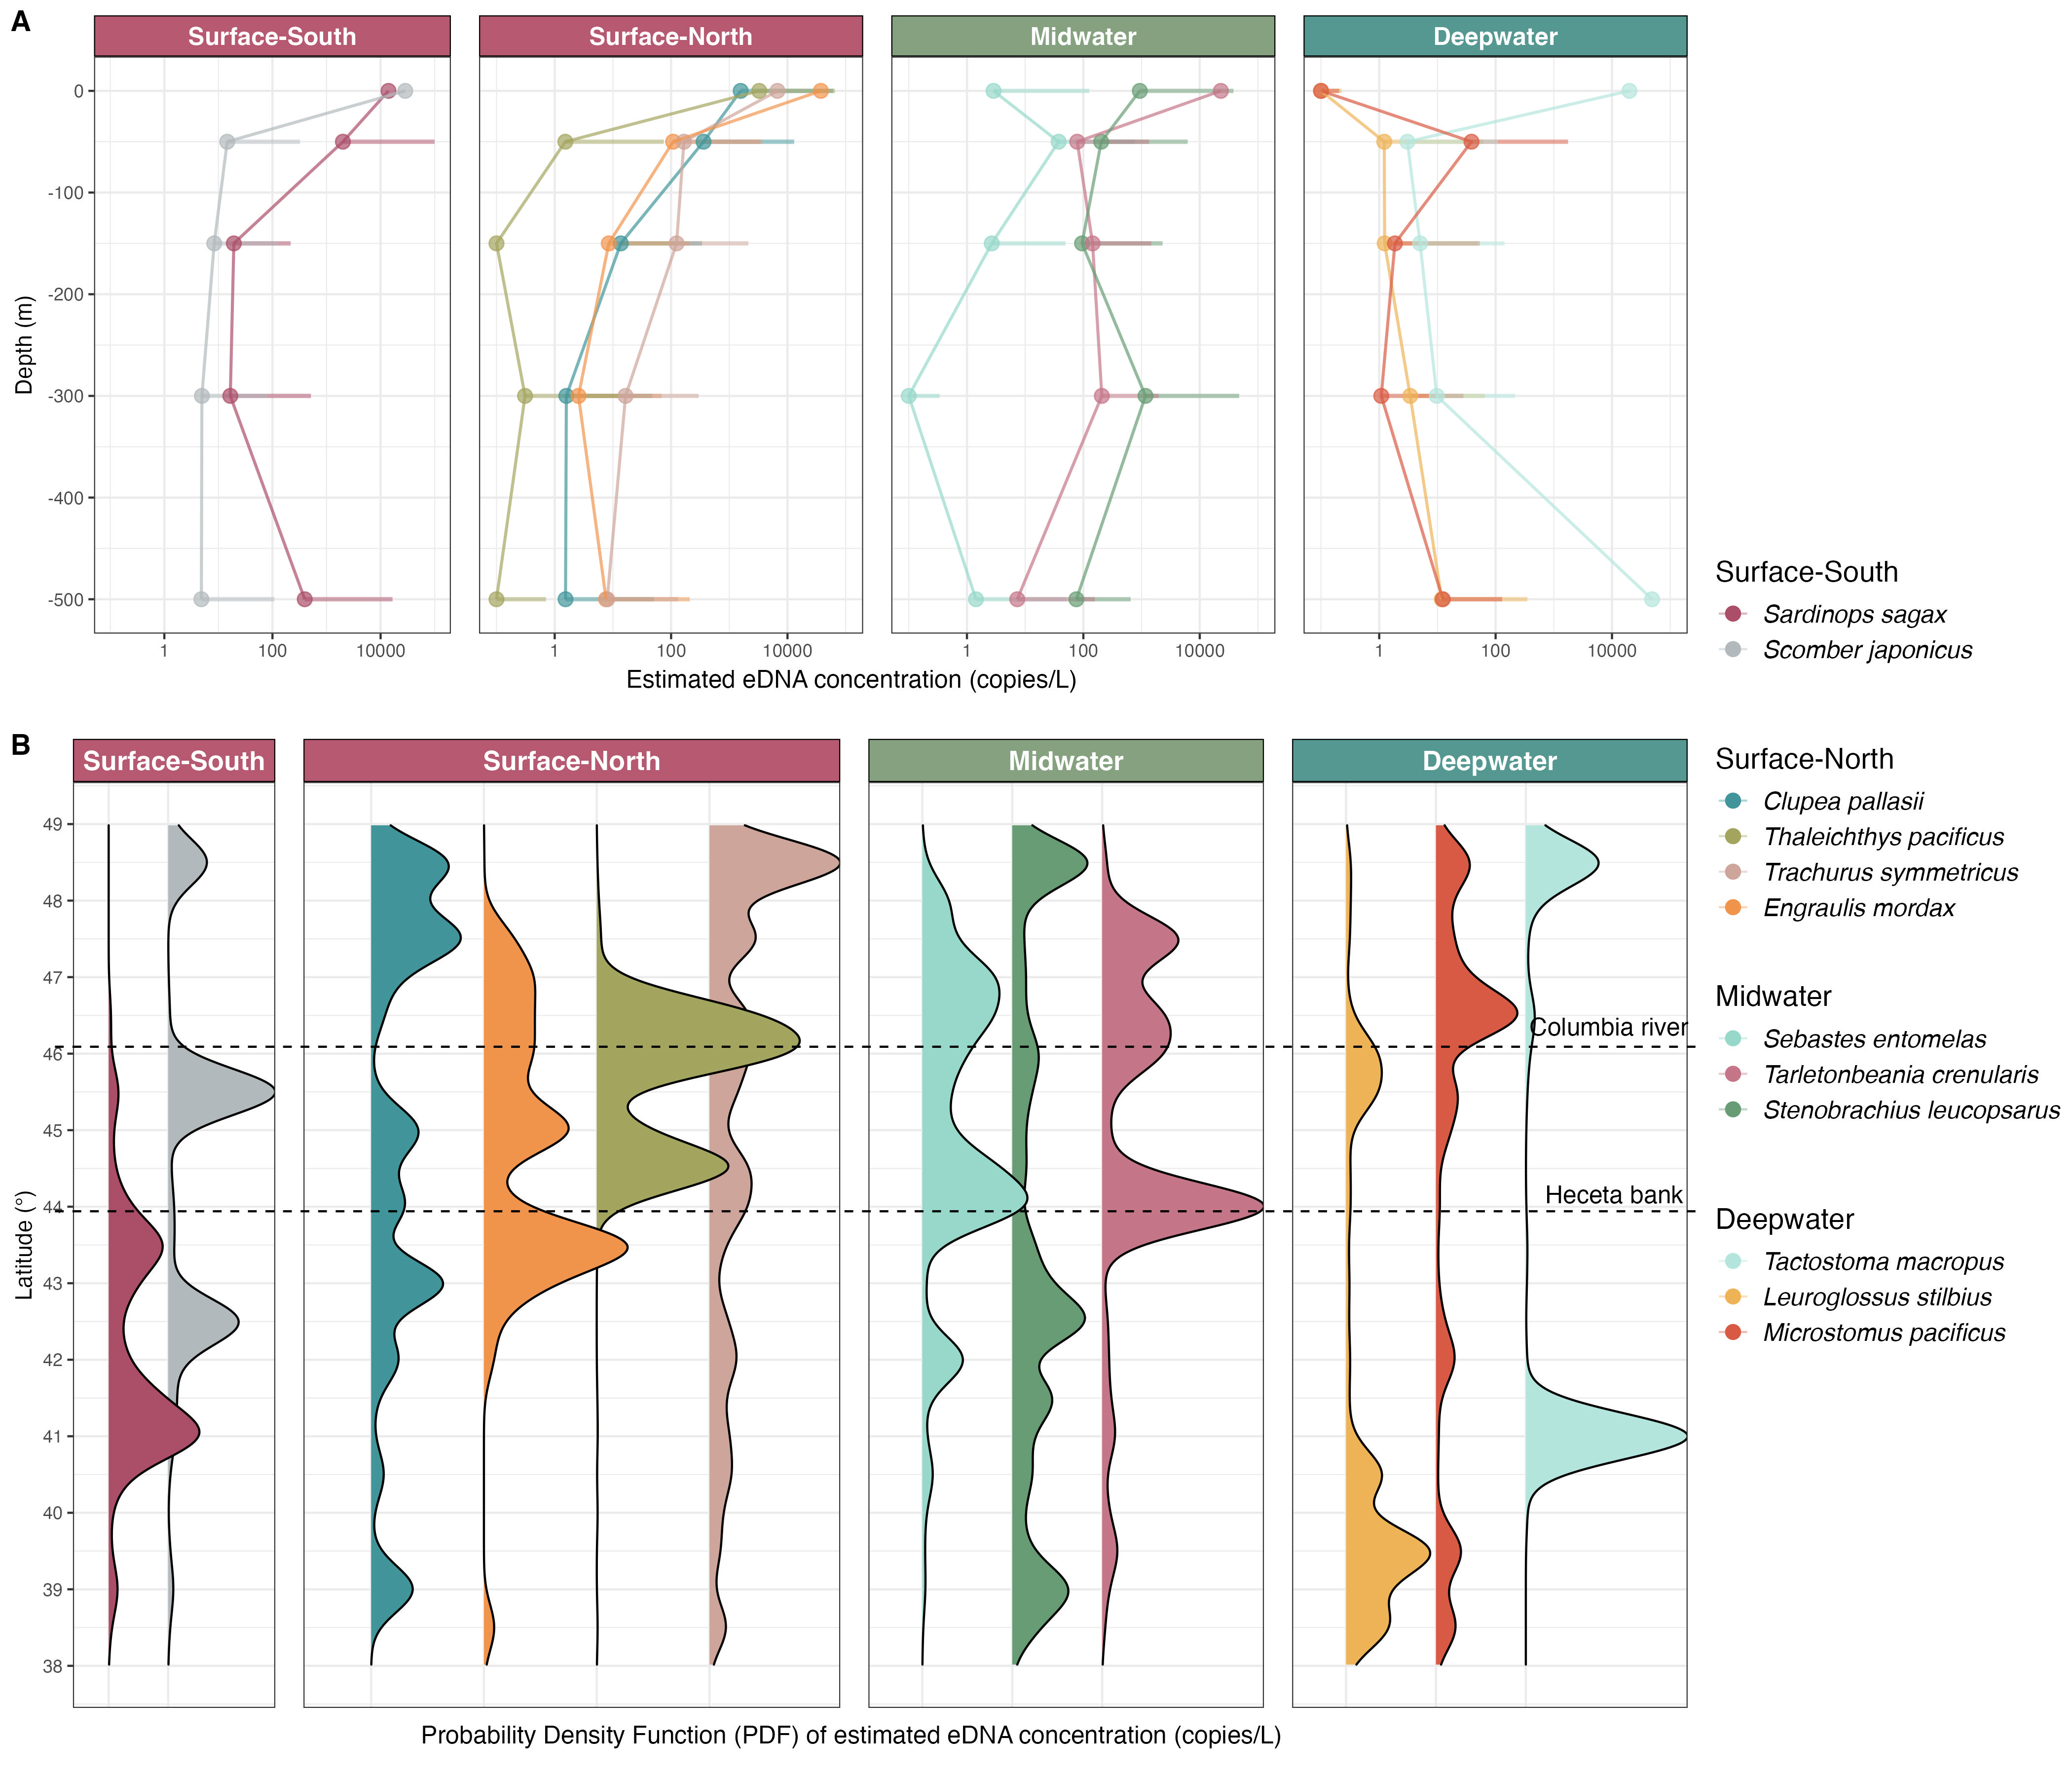 A
Surface-South
Surface-North
Midwater
Deepwater
0
-100
-200
-300
-400
-500
Depth (m)
1 100 10000
1 100 10000
1 100 10000
1 100 10000
Estimated eDNA concentration (copies/L)
Surface-South
Sardinops sagax
Scomber japonicus
B
Surface-South
Surface-North
Midwater
Deepwater
49
48
47
46
45
44
43
42
41
40
39
38
Latitude (°)
Columbia river
Heceta bank
Probability Density Function (PDF) of estimated eDNA concentration (copies/L)
Surface-North
Clupea pallasii
Thaleichthys pacificus
Trachurus symmetricus
Engraulis mordax
Midwater
Sebastes entomelas
Tarletonbeania crenularis
Stenobrachius leucopsarus
Deepwater
Tactostoma macropus
Leuroglossus stilbius
Microstomus pacificus